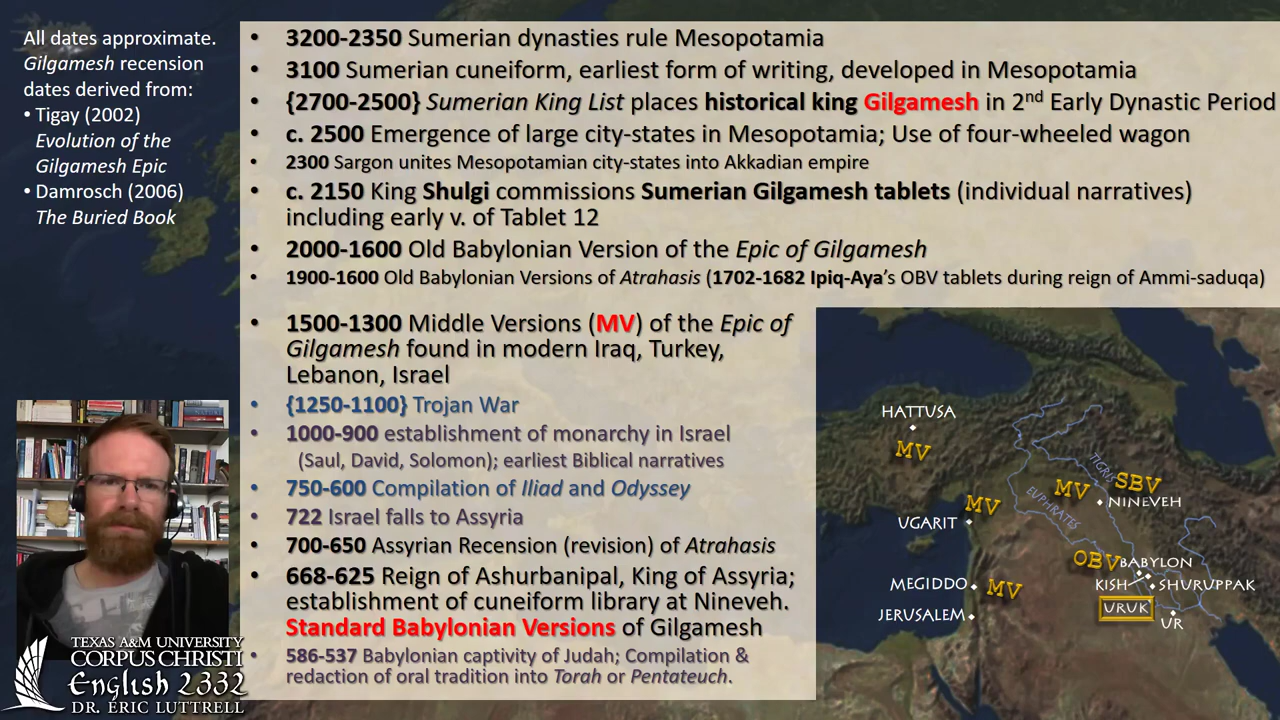 All dates approximate.
Gilgamesh recension
dates derived from:
• Tigay (2002)
Evolution of the
Gilgamesh Epic
• Damrosch (2006)
The Buried Book
• 3200-2350 Sumerian dynasties rule Mesopotamia
• 3100 Sumerian cuneiform, earliest form of writing, developed in Mesopotamia
• {2700-2500} Sumerian King List places historical king Gilgamesh in 2nd Early Dynastic Period
• c. 2500 Emergence of large city-states in Mesopotamia; Use of four-wheeled wagon
• 2300 Sargon unites Mesopotamian city-states into Akkadian empire
• c. 2150 King Shulgi commissions Sumerian Gilgamesh tablets (individual narratives)
including early v. of Tablet 12
• 2000-1600 Old Babylonian Version of the Epic of Gilgamesh
• 1900-1600 Old Babylonian Versions of Atrahasis (1702-1682 Ipiq-Aya's OBV tablets during reign of Ammi-saduqa)
• 1500-1300 Middle Versions (MV) of the Epic of
Gilgamesh found in modern Iraq, Turkey,
Lebanon, Israel
• {1250-1100} Trojan War
• 1000-900 establishment of monarchy in Israel
(Saul, David, Solomon); earliest Biblical narratives
• 750-600 Compilation of Iliad and Odyssey
• 722 Israel falls to Assyria
• 700-650 Assyrian Recension (revision) of Atrahasis
• 668-625 Reign of Ashurbanipal, King of Assyria;
establishment of cuneiform library at Nineveh.
Standard Babylonian Versions of Gilgamesh
• 586-537 Babylonian captivity of Judah; Compilation &
redaction of oral tradition into Torah or Pentateuch.
HATTUSA
MV
TIGRIS
SBV
MV
NINEVEH
EUPHRATES
MV
UGARIT
OBV
BABYLON
MEGIDDO
MV
KISH
SHURUPPAK
URUK
JERUSALEM
UR
TEXAS A&M UNIVERSITY
CORPUS CHRISTI
English 2332
DR. ERIC LUTTRELL